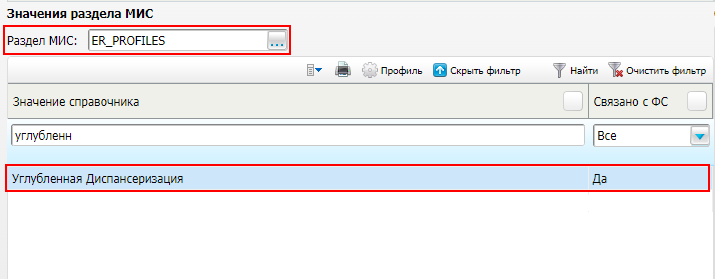 Значения раздела МИС
Раздел МИС: ER_PROFILES ...
Профиль Скрыть фильтр Найти Очистить фильтр
Значение справочника Связано с ФС
углубленн Все
Углубленная Диспансеризация Да